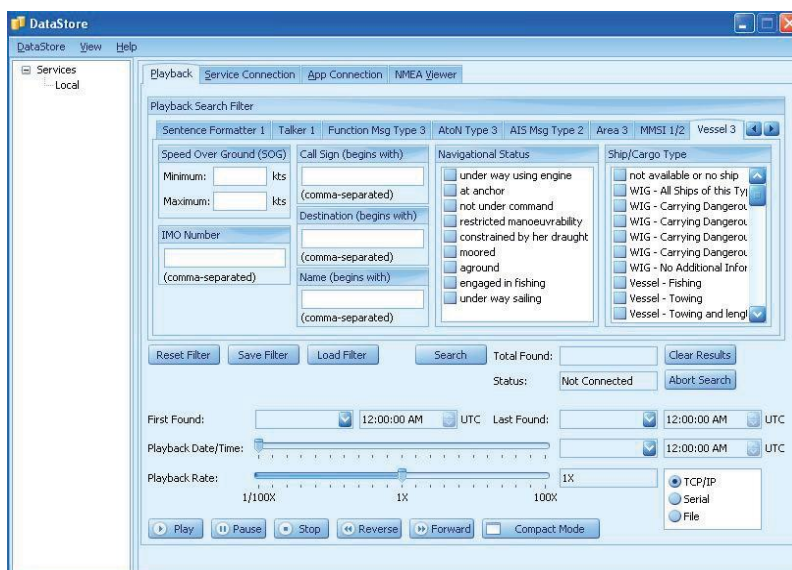 DataStore
DataStore View Help
Services
Local
Playback Service Connection App Connection NMEA Viewer
Playback Search Filter
Sentence Formatter 1 Talker 1 Function Msg Type 3 AtoN Type 3 AIS Msg Type 2 Area 3 MMSI 1/2 Vessel 3
Speed Over Ground (SOG)
Minimum: kts
Maximum: kts
IMO Number
(comma-separated)
Call Sign (begins with)
(comma-separated)
Destination (begins with)
(comma-separated)
Name (begins with)
(comma-separated)
Navigational Status
under way using engine
at anchor
not under command
restricted manoeuvrability
constrained by her draught
moored
aground
engaged in fishing
under way sailing
Ship/Cargo Type
not available or no ship
WIG - All Ships of this Typ
WIG - Carrying Dangerou
WIG - Carrying Dangerou
WIG - Carrying Dangerou
WIG - Carrying Dangerou
WIG - No Additional Infor
Vessel - Fishing
Vessel - Towing
Vessel - Towing and lengt
Reset Filter Save Filter Load Filter Search Total Found: Clear Results
Status: Not Connected Abort Search
First Found: 12:00:00 AM UTC Last Found: 12:00:00 AM UTC
Playback Date/Time: 12:00:00 AM UTC
Playback Rate: 1X
1/100X 1X 100X
TCP/IP
Serial
File
Play Pause Stop Reverse Forward Compact Mode